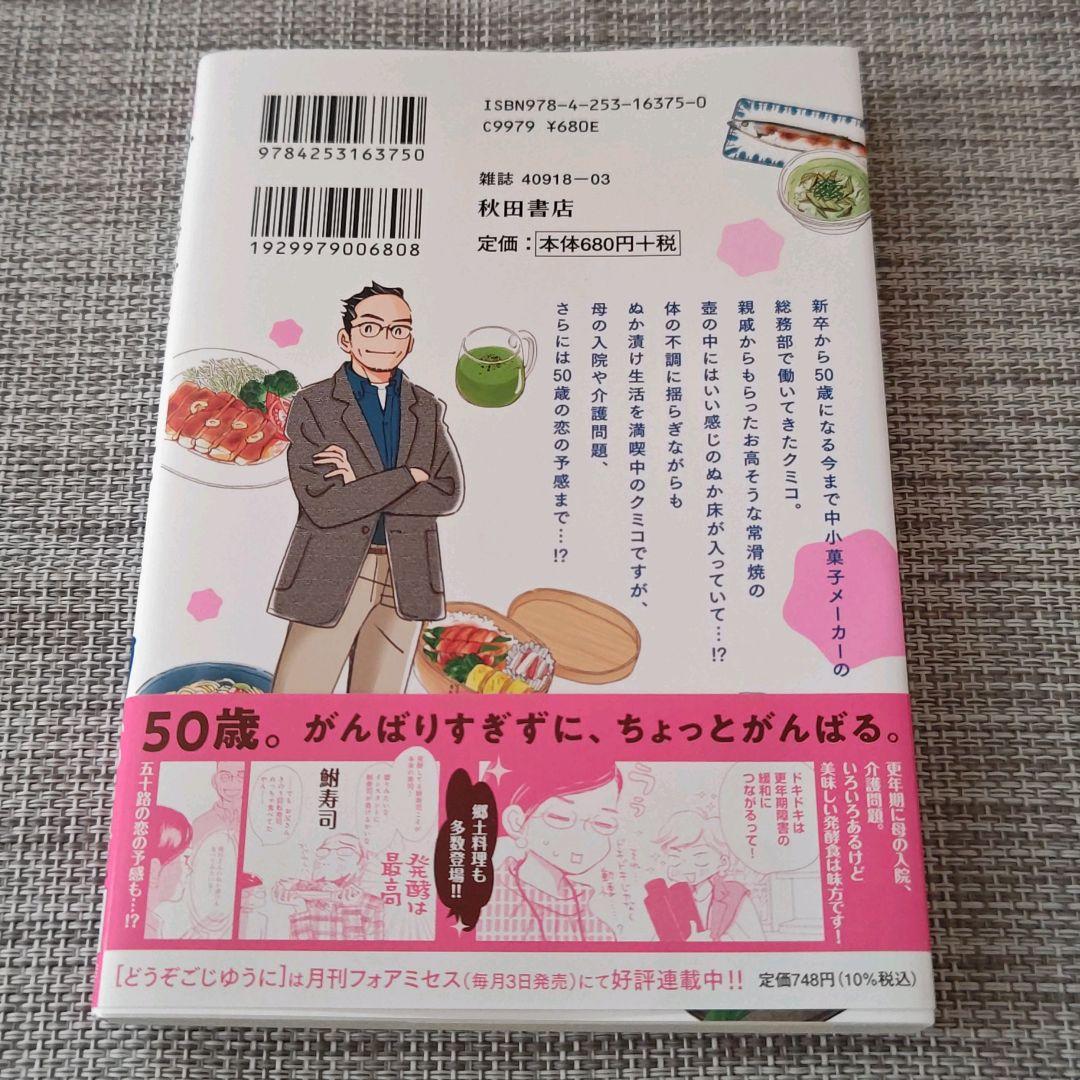 ISBN978-4-253-16375-0
C9979 ¥680E
9784253163750
雑誌 40918-03
秋田書店
1929979006808
定価：本体680円+税
新卒から50歳になる今まで中小菓子メーカーの
総務部で働いてきたクミコ。
親戚からもらったお高そうな常滑焼の
壺の中にはいい感じのぬか床が入っていて…!?
体の不調に揺らぎながらも
ぬか漬け生活を満喫中のクミコですが、
母の入院や介護問題、
さらには50歳の恋の予感まで…!?
50歳。がんばりすぎずに、ちょっとがんばる。
更年期に母の入院、
介護問題。
いろいろあるけど
美味しい発酵食は味方です!
ドキドキは
更年期障害の
緩和に
つながるって!
郷土料理も
多数登場!!
鮒寿司
発酵は
最高
五十路の恋の予感も…!?
[どうぞごじゆうに]は月刊フォアミセス(毎月3日発売)にて好評連載中!!
定価748円(10%税込)